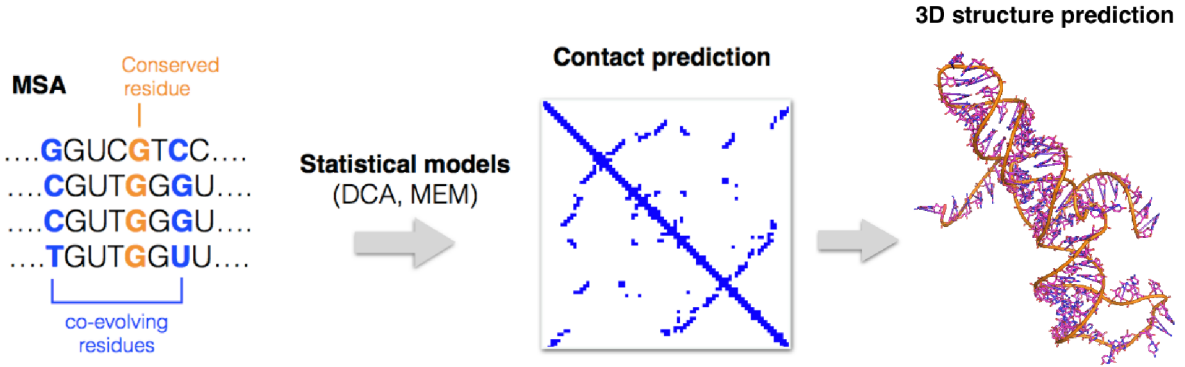 3D structure prediction
Contact prediction
MSA
Conserved
residue
....GGUCGTCC....
....CGUTGGGU....
....CGUTGGGU....
....TGUTGGUU....
co-evolving
residues
Statistical models
(DCA, MEM)